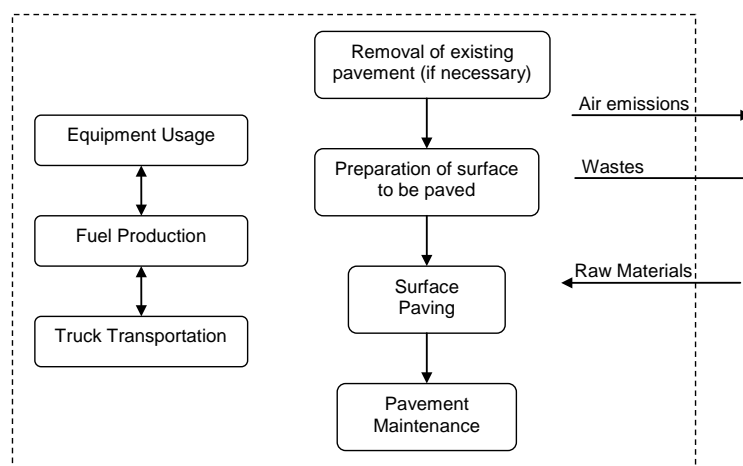 Removal of existing
pavement (if necessary)
Air emissions
Equipment Usage
Preparation of surface
to be paved
Wastes
Fuel Production
Surface
Paving
Raw Materials
Truck Transportation
Pavement
Maintenance